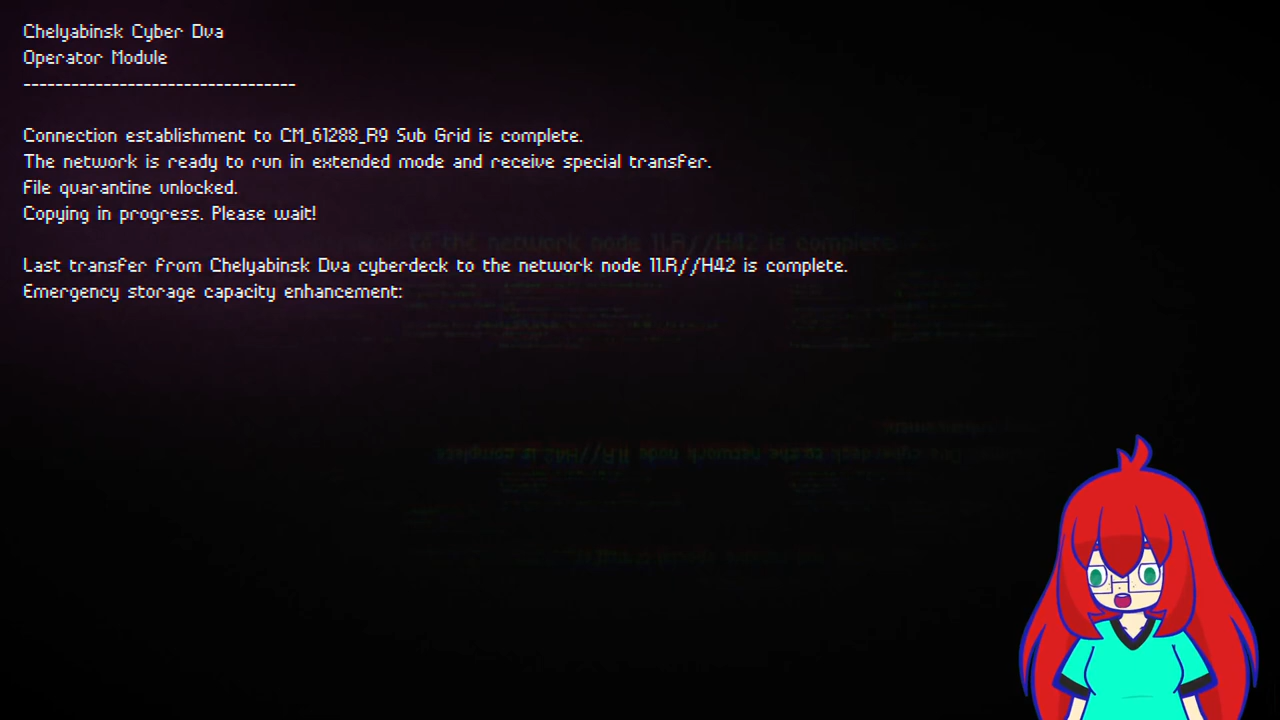 Chelyabinsk Cyber Dva
Operator Module
----------------------------------
Connection establishment to CM_61288_R9 Sub Grid is complete.
The network is ready to run in extended mode and receive special transfer.
File quarantine unlocked.
Copying in progress. Please wait!
Last transfer from Chelyabinsk Dva cyberdeck to the network node 11.R//H42 is complete.
Emergency storage capacity enhancement: